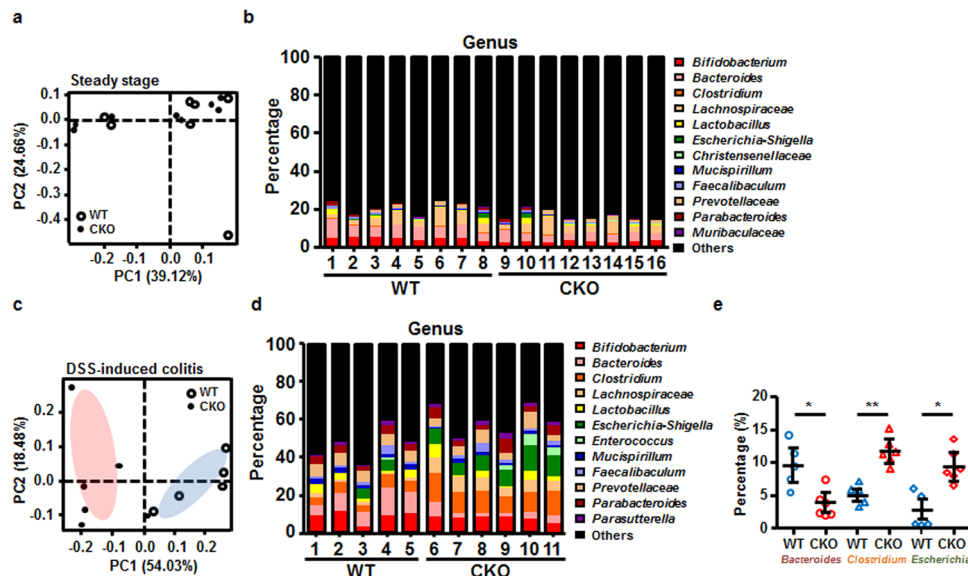 a
Steady stage
0.1
0.0
-0.1
-0.2
-0.3
-0.4
PC2 (24.66%)
WT
CKO
-0.2 -0.1 0.0 0.1
PC1 (39.12%)
b
Genus
100
80
60
40
20
0
Percentage
1 2 3 4 5 6 7 8 9 10 11 12 13 14 15 16
WT CKO
Bifidobacterium
Bacteroides
Clostridium
Lachnospiraceae
Lactobacillus
Escherichia-Shigella
Christensenellaceae
Mucispirillum
Faecalibaculum
Prevotellaceae
Parabacteroides
Muribaculaceae
Others
c
DSS-induced colitis
0.2
0.1
0.0
-0.1
PC2 (18.48%)
WT
CKO
-0.2 -0.1 0.0 0.1 0.2
PC1 (54.03%)
d
Genus
100
80
60
40
20
0
Percentage
1 2 3 4 5 6 7 8 9 10 11
WT CKO
Bifidobacterium
Bacteroides
Clostridium
Lachnospiraceae
Lactobacillus
Escherichia-Shigella
Enterococcus
Mucispirillum
Faecalibaculum
Prevotellaceae
Parabacteroides
Parasutterella
Others
e
20
15
10
5
0
Percentage (%)
* ** *
WT CKO WT CKO WT CKO
Bacteroides Clostridium Escherichia